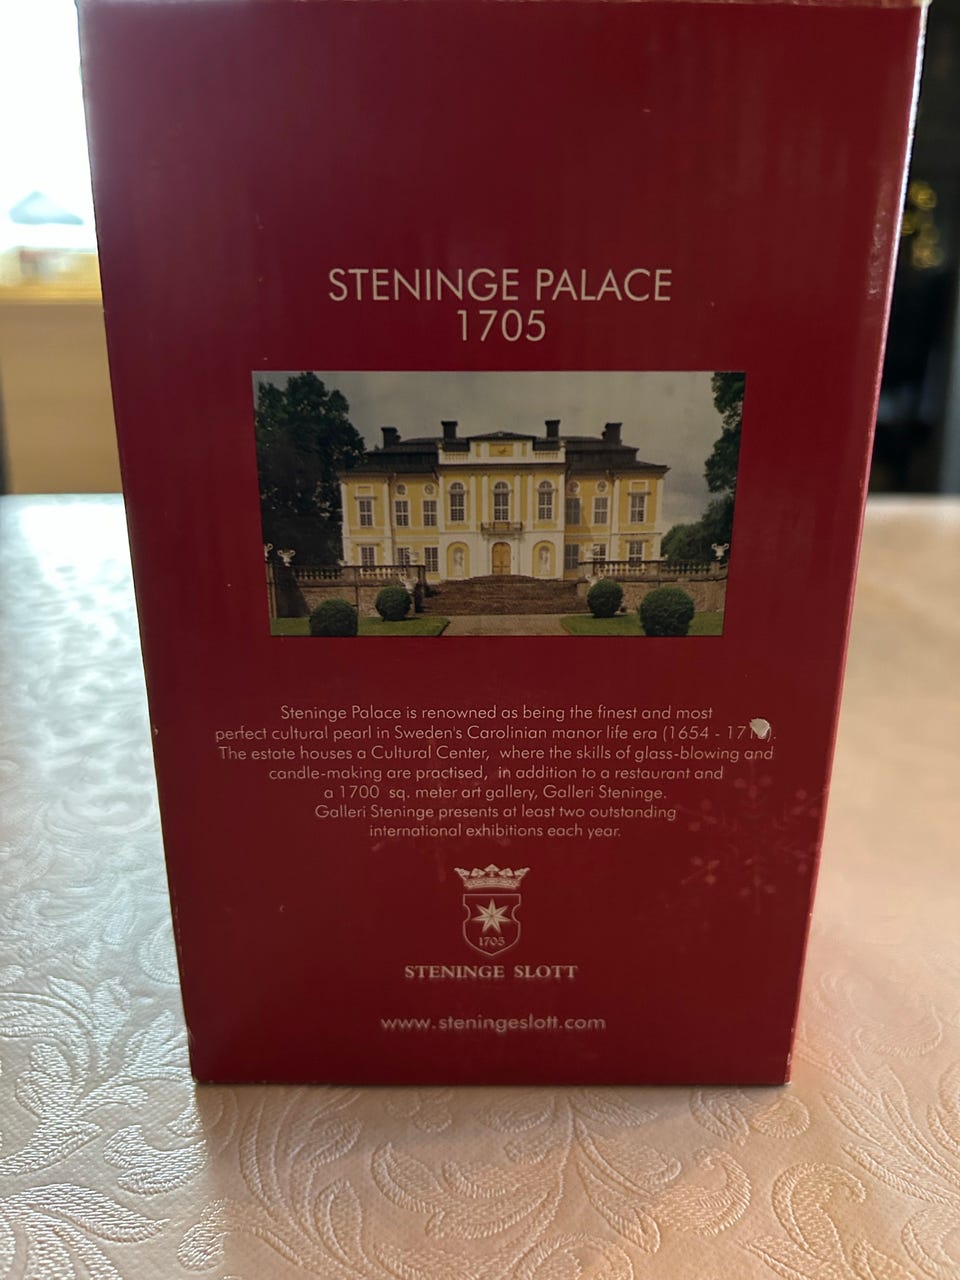 STENINGE PALACE
1705
Steninge Palace is renowned as being the finest and most
perfect cultural pearl in Sweden's Carolinian manor life era (1654 -
The estate houses a Cultural Center, where the skills of glass-blowing and
candle-making are practised, in addition to a restaurant and
a 1700 sq. meter art gallery, Galleri Steninge.
Galleri Steninge presents at least two outstanding
international exhibitions each year.
1705
STENINGE SLOTT
www.steningeslott.com